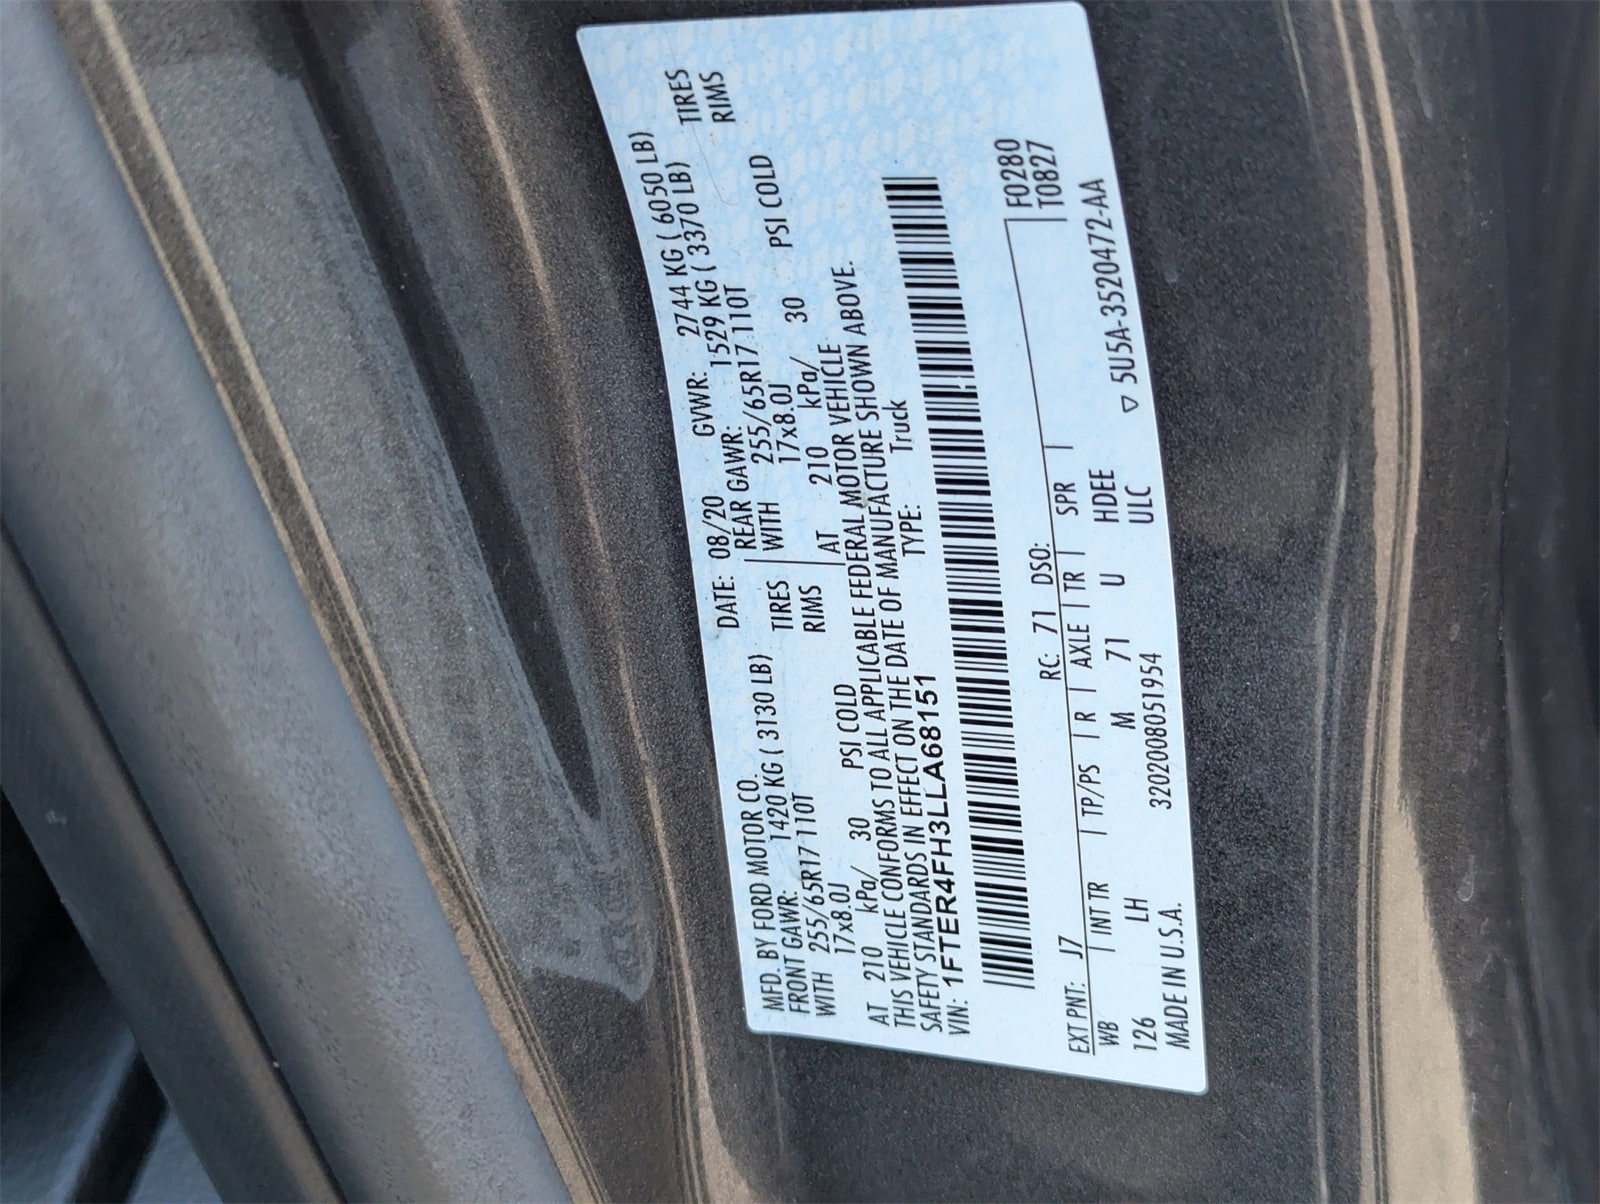 MFD. BY FORD MOTOR CO.
DATE: 08/20 GVWR: 2744 KG ( 6050 LB)
FRONT GAWR: 1420 KG ( 3130 LB) REAR GAWR: 1529 KG ( 3370 LB)
WITH 255/65R17 110T TIRES WITH 255/65R17 110T TIRES
17x8.0J RIMS 17x8.0J RIMS
AT 210 kPa/ 30 PSI COLD AT 210 kPa/ 30 PSI COLD
THIS VEHICLE CONFORMS TO ALL APPLICABLE FEDERAL MOTOR VEHICLE
SAFETY STANDARDS IN EFFECT ON THE DATE OF MANUFACTURE SHOWN ABOVE.
VIN: 1FTER4FH3LLA68151 TYPE: Truck
F0280
T0827
EXT PNT: J7 RC: 71 DSO:
WB INT TR TP/PS R AXLE TR SPR
126 LH M 71 U HDEE
ULC ▽ 5U5A-3520472-AA
MADE IN U.S.A. 320200805I954